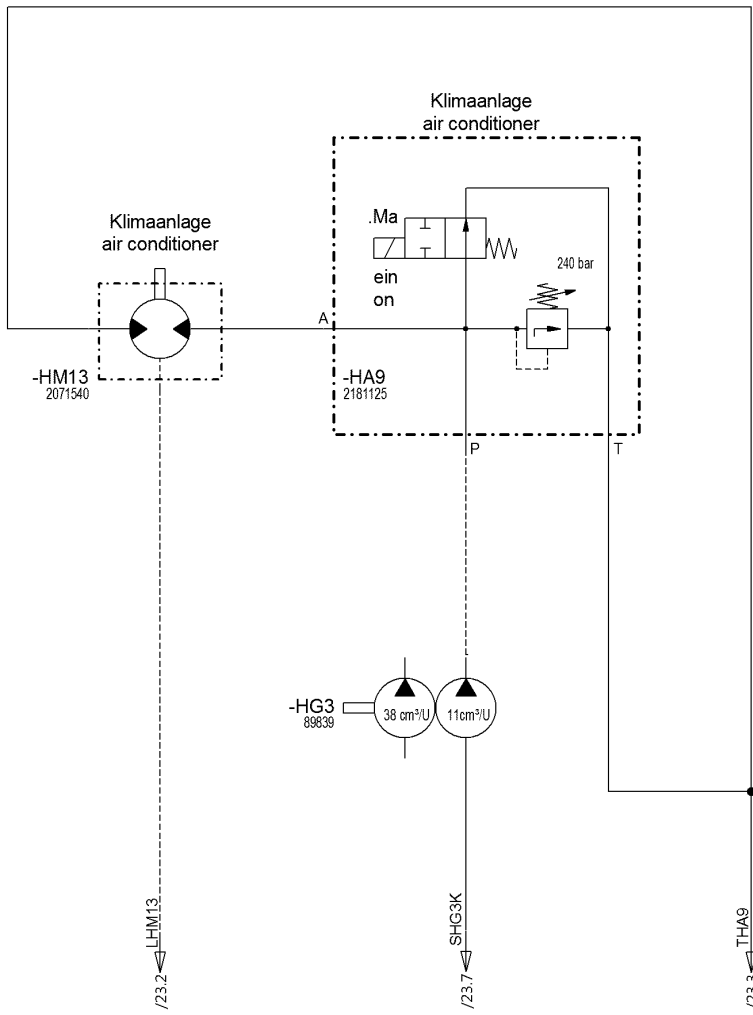 Klimaanlage
air conditioner
Klimaanlage
air conditioner
.Ma
ein
on
240 bar
A
-HM13
2071540
-HA9
2181125
P
T
-HG3
89839
38 cm³/U
11cm³/U
LHM13
SHG3K
THA9
/23.2
/23.7